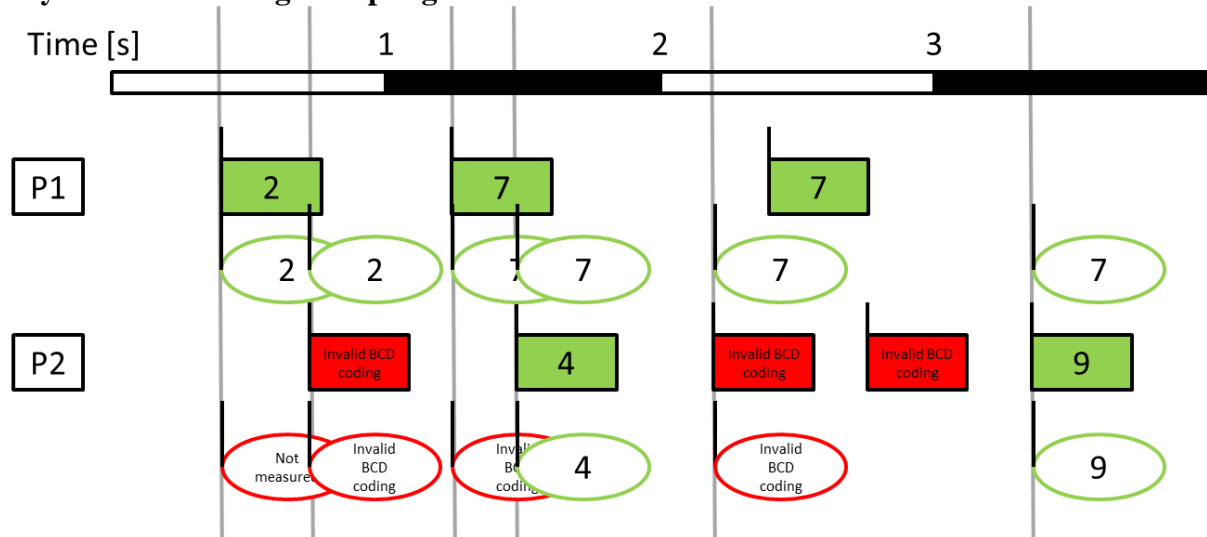 Time [s] 1 2 3
P1 2 7 7
2 2 7 7 7 7
P2 Invalid BCD coding 4 Invalid BCD coding Invalid BCD coding 9
Not Invalid BCD coding 4 Invalid BCD coding 9